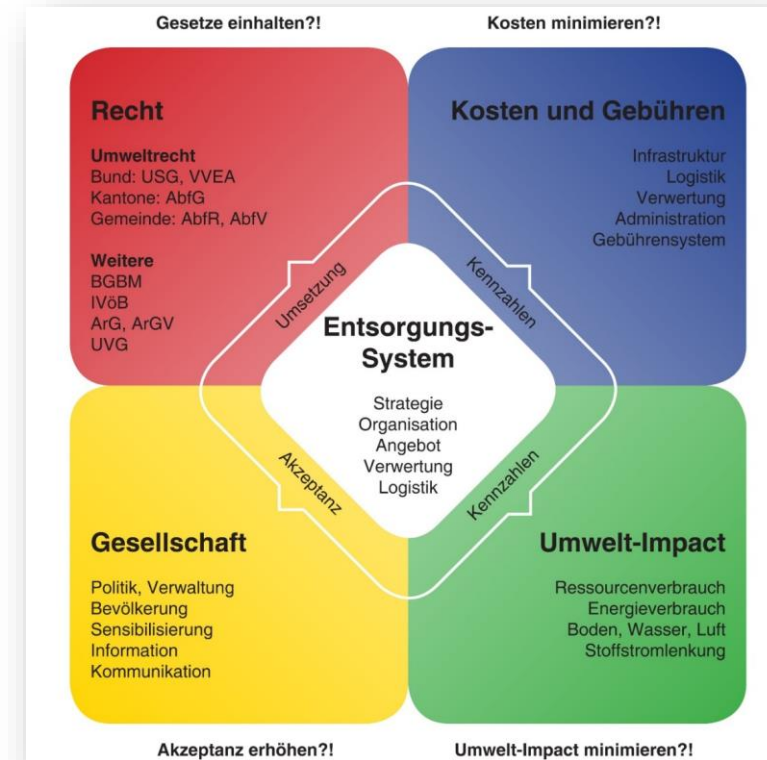 Gesetze einhalten?!
Kosten minimieren?!
Recht
Umweltrecht
Bund: USG, VVEA
Kantone: AbfG
Gemeinde: AbfR, AbfV
Weitere
BGBM
IVöB
ArG, ArGV
UVG
Kosten und Gebühren
Infrastruktur
Logistik
Verwertung
Administration
Gebührensystem
Umsetzung
Kennzahlen
Entsorgungs-
System
Strategie
Organisation
Angebot
Verwertung
Logistik
Akzeptanz
Kennzahlen
Gesellschaft
Politik, Verwaltung
Bevölkerung
Sensibilisierung
Information
Kommunikation
Umwelt-Impact
Ressourcenverbrauch
Energieverbrauch
Boden, Wasser, Luft
Stoffstromlenkung
Akzeptanz erhöhen?!
Umwelt-Impact minimieren?!